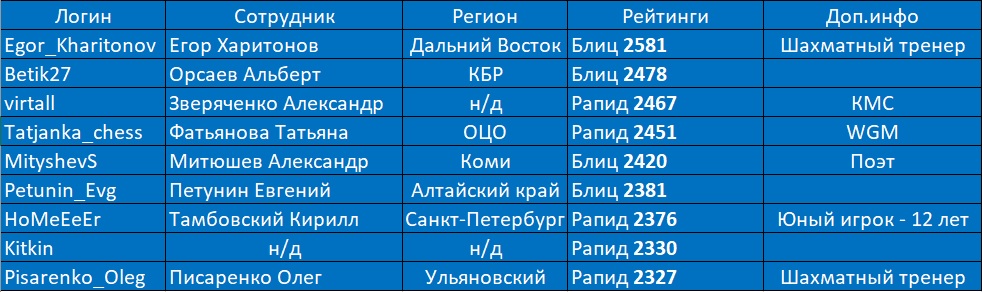 Логин Сотрудник Регион Рейтинги Доп.инфо
Egor_Kharitonov Егор Харитонов Дальний Восток Блиц 2581 Шахматный тренер
Betik27 Орсаев Альберт КБР Блиц 2478
virtall Зверяченко Александр н/д Рапид 2467 КМС
Tatjanka_chess Фатьянова Татьяна ОЦО Рапид 2451 WGM
MityshevS Митюшев Александр Коми Блиц 2420 Поэт
Petunin_Evg Петунин Евгений Алтайский край Блиц 2381
HoMeEeEr Тамбовский Кирилл Санкт-Петербург Рапид 2376 Юный игрок - 12 лет
Kitkin н/д н/д Рапид 2330
Pisarenko_Oleg Писаренко Олег Ульяновский Рапид 2327 Шахматный тренер